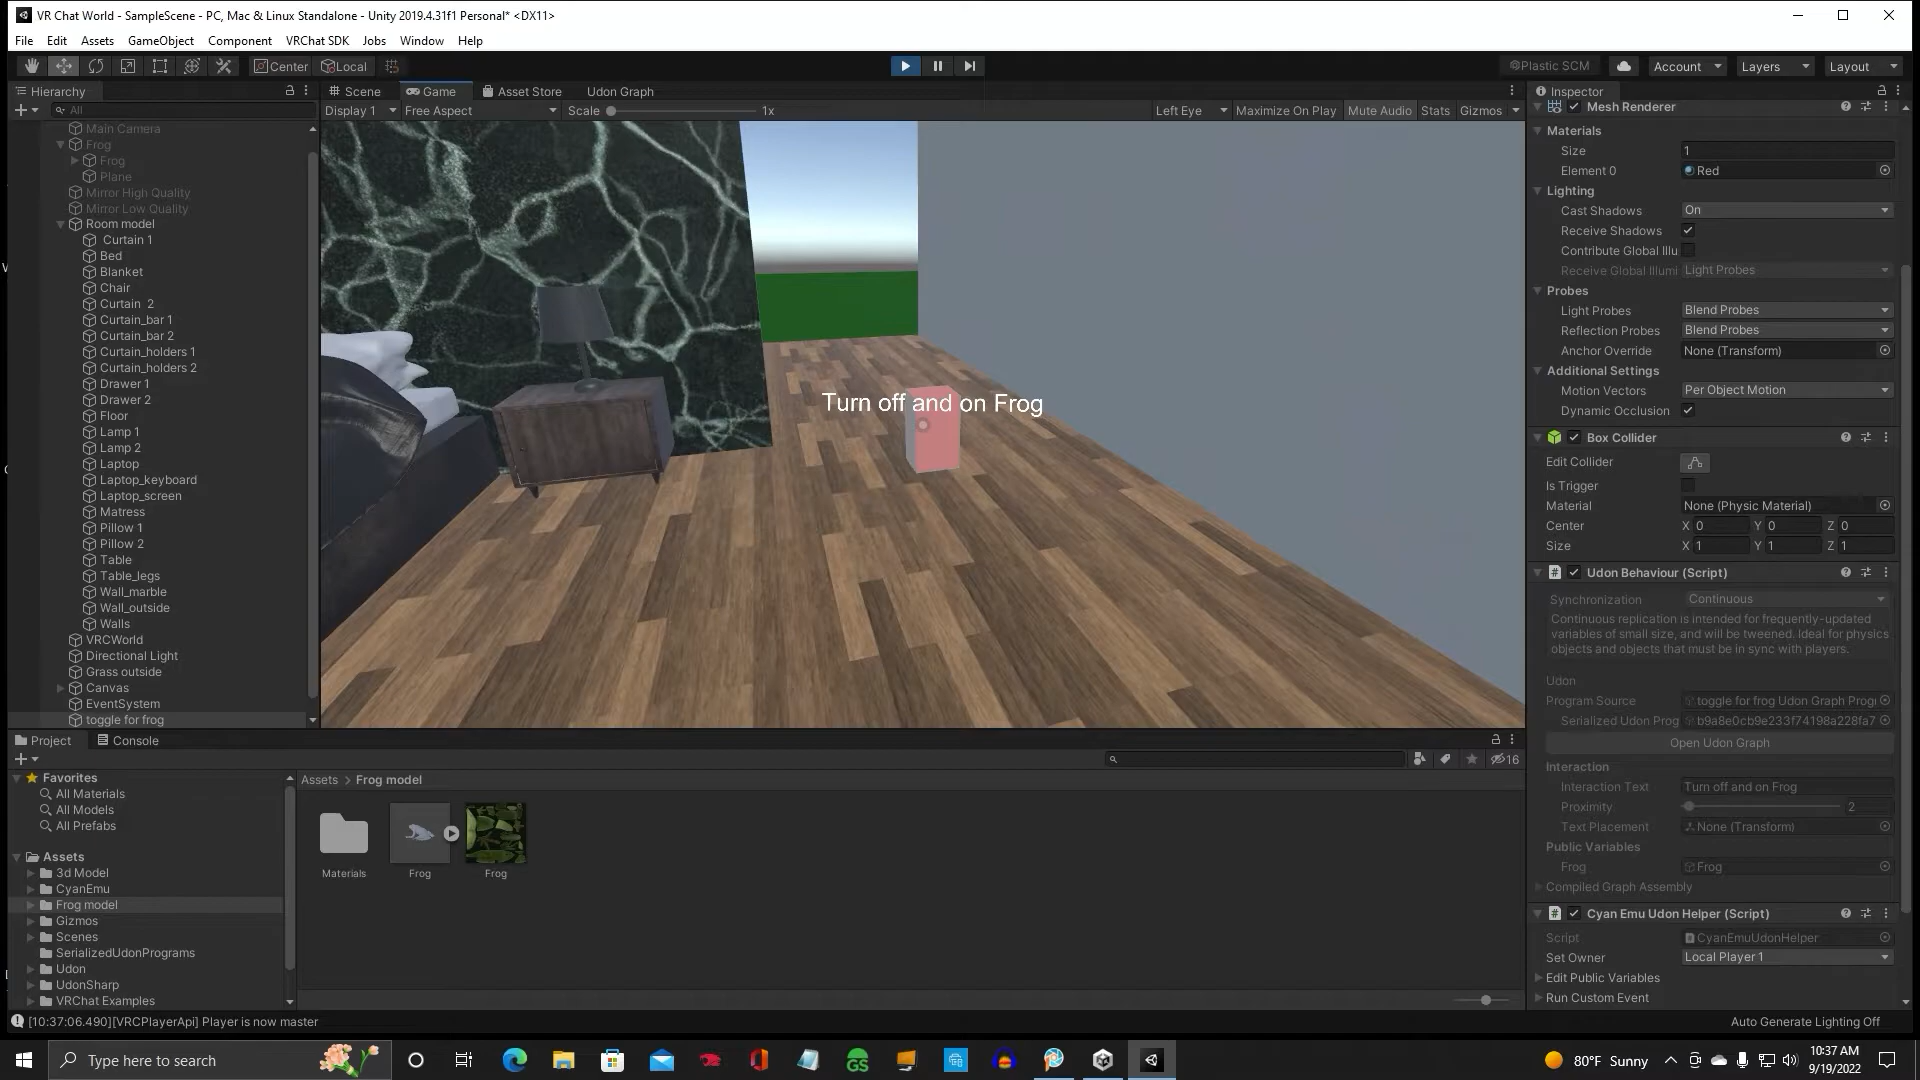 VR Chat World - SampleScene - PC, Mac & Linux Standalone - Unity 2019.4.31f1 Personal* <DX11>
File Edit Assets GameObject Component VRChat SDK Jobs Window Help
Center Local Plastic SCM Account Layers Layout
Hierarchy Scene Game Asset Store Udon Graph Inspector
All Display 1 Free Aspect Scale 1x Left Eye Maximize On Play Mute Audio Stats Gizmos
Main Camera
Frog
Frog
Plane
Mirror High Quality
Mirror Low Quality
Room model
Curtain 1
Bed
Blanket
Chair
Curtain 2
Curtain_bar 1
Curtain_bar 2
Curtain_holders 1
Curtain_holders 2
Drawer 1
Drawer 2
Floor
Lamp 1
Lamp 2
Laptop
Laptop_keyboard
Laptop_screen
Matress
Pillow 1
Pillow 2
Table
Table_legs
Wall_marble
Wall_outside
Walls
VRCWorld
Directional Light
Grass outside
Canvas
EventSystem
toggle for frog
Turn off and on Frog
Mesh Renderer
Materials
Size 1
Element 0 Red
Lighting
Cast Shadows On
Receive Shadows
Contribute Global Illu
Receive Global Illumi Light Probes
Probes
Light Probes Blend Probes
Reflection Probes Blend Probes
Anchor Override None (Transform)
Additional Settings
Motion Vectors Per Object Motion
Dynamic Occlusion
Box Collider
Edit Collider
Is Trigger
Material None (Physic Material)
Center X 0 Y 0 Z 0
Size X 1 Y 1 Z 1
Udon Behaviour (Script)
Synchronization Continuous
Continuous replication is intended for frequently-updated
variables of small size, and will be tweened. Ideal for physics
objects and objects that must be in sync with players.
Udon
Program Source toggle for frog Udon Graph Progr
Serialized Udon Prog b9a8e0cb9e233f74198a228fa7
Open Udon Graph
Interaction
Interaction Text Turn off and on Frog
Proximity 2
Text Placement None (Transform)
Public Variables
Frog Frog
Compiled Graph Assembly
Cyan Emu Udon Helper (Script)
Script CyanEmuUdonHelper
Set Owner Local Player 1
Edit Public Variables
Run Custom Event
Project Console
16
Favorites
All Materials
All Models
All Prefabs
Assets
3d Model
CyanEmu
Frog model
Gizmos
Scenes
SerializedUdonPrograms
Udon
UdonSharp
VRChat Examples
Assets > Frog model
Materials Frog Frog
[10:37:06.490][VRCPlayerApi] Player is now master
Auto Generate Lighting Off
Type here to search
GS
80°F Sunny
10:37 AM
9/19/2022